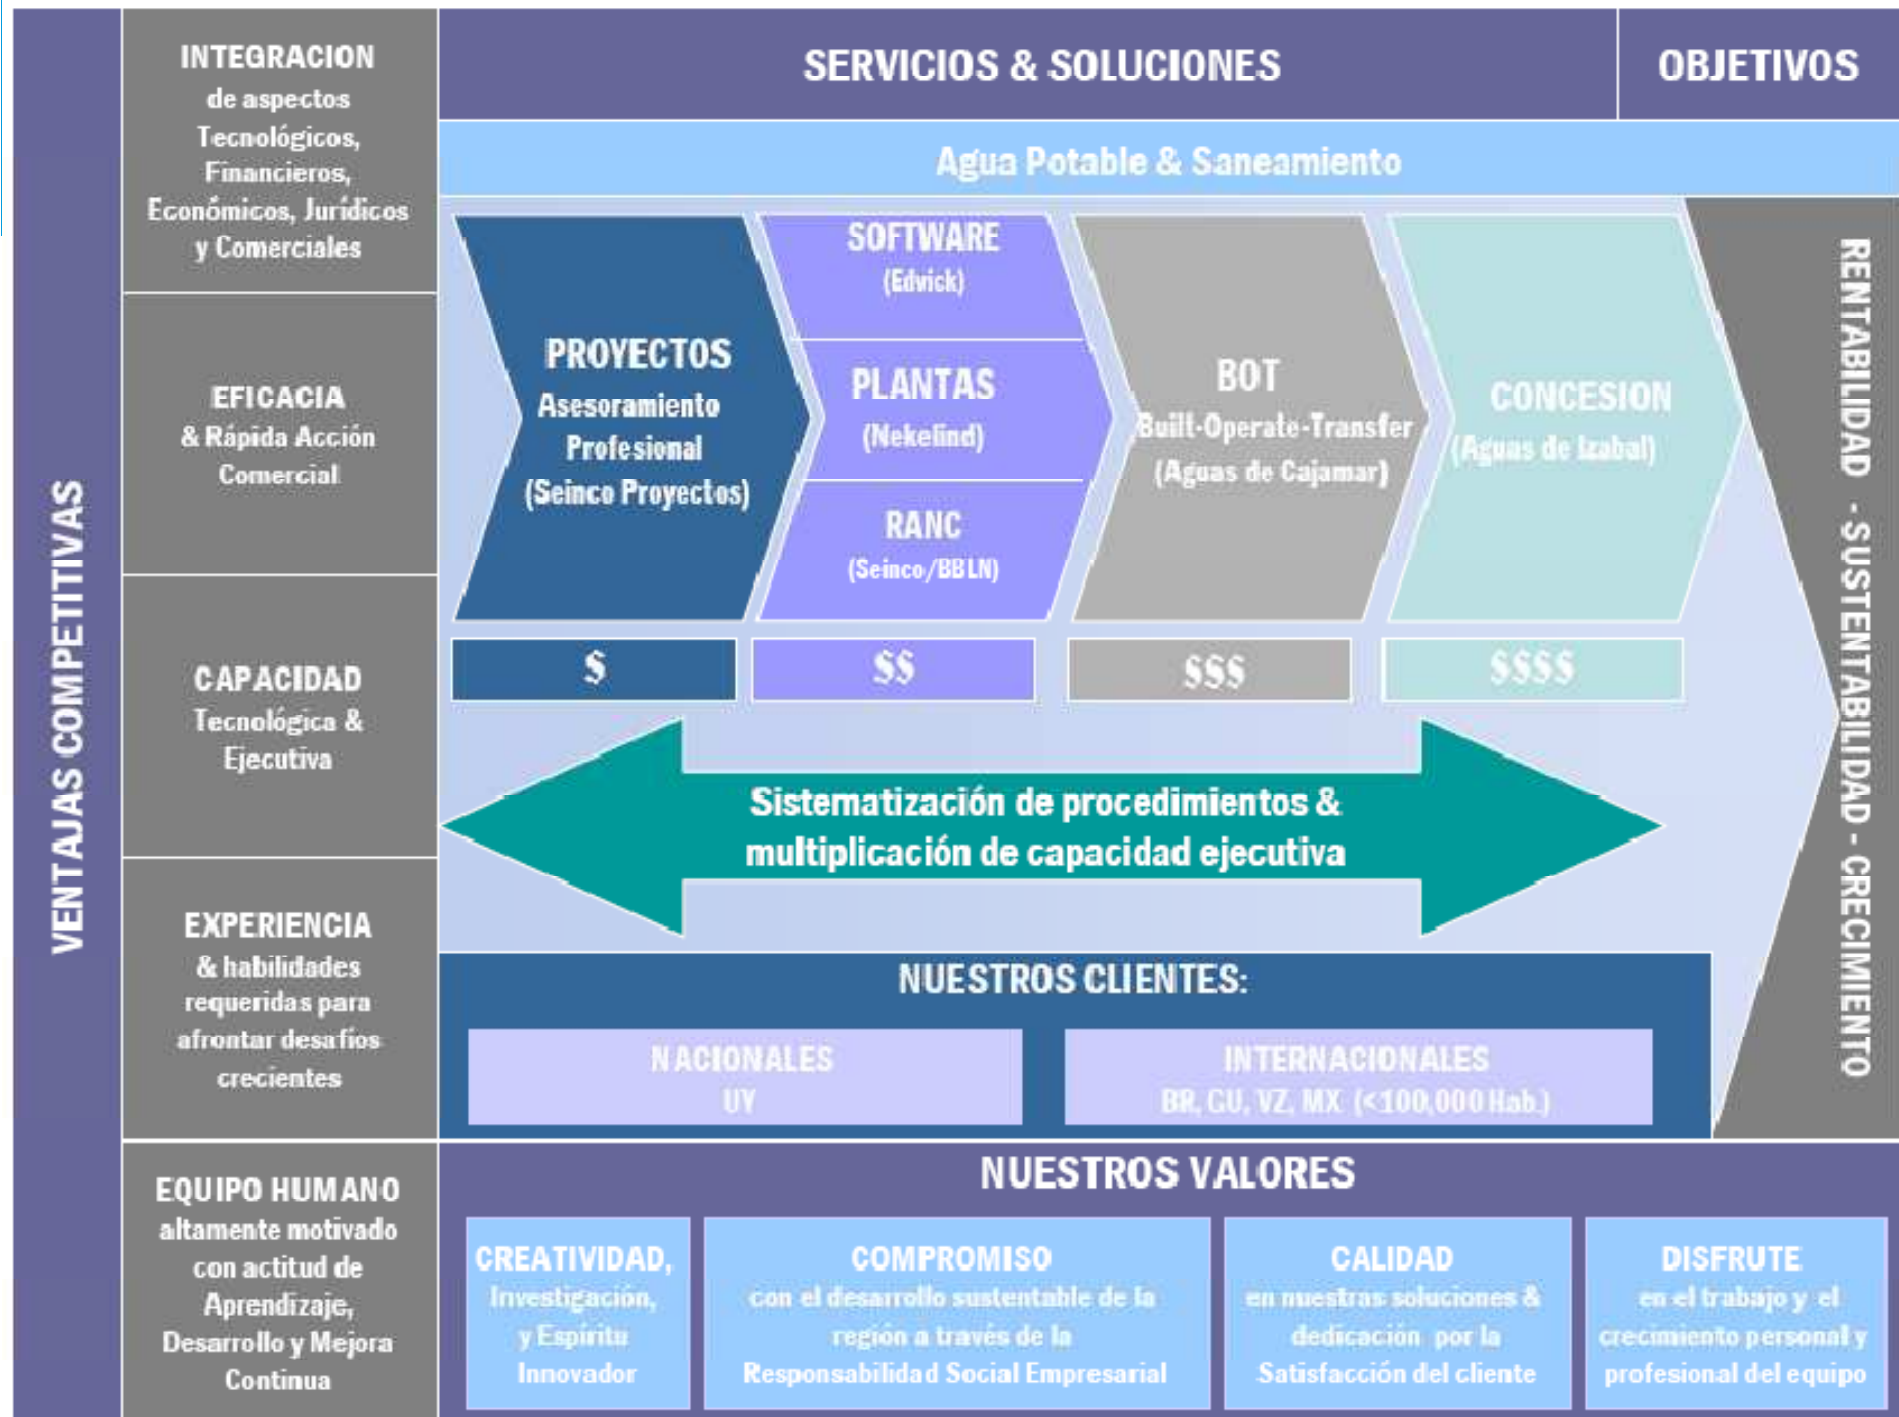 VENTAJAS COMPETITIVAS
INTEGRACION
de aspectos
Tecnológicos,
Financieros,
Económicos, Jurídicos
y Comerciales
EFICACIA
& Rápida Acción
Comercial
CAPACIDAD
Tecnológica &
Ejecutiva
EXPERIENCIA
& habilidades
requeridas para
afrontar desafíos
crecientes
EQUIPO HUMANO
altamente motivado
con actitud de
Aprendizaje,
Desarrollo y Mejora
Continua
SERVICIOS & SOLUCIONES
OBJETIVOS
Agua Potable & Saneamiento
PROYECTOS
Asesoramiento
Profesional
(Seinco Proyectos)
SOFTWARE
(Edvick)
PLANTAS
(Nekelind)
RANC
(Seinco/BBLN)
BOT
Built-Operate-Transfer
(Aguas de Cajamar)
CONCESION
(Aguas de Izabal)
$
$$
$$$
$$$$
Sistematización de procedimientos &
multiplicación de capacidad ejecutiva
RENTABILIDAD - SUSTENTABILIDAD - CRECIMIENTO
NUESTROS CLIENTES:
NACIONALES
UY
INTERNACIONALES
BR, GU, VZ, MX (<100,000 Hab.)
NUESTROS VALORES
CREATIVIDAD,
Investigación,
y Espíritu
Innovador
COMPROMISO
con el desarrollo sustentable de la
región a través de la
Responsabilidad Social Empresarial
CALIDAD
en nuestras soluciones &
dedicación por la
Satisfacción del cliente
DISFRUTE
en el trabajo y el
crecimiento personal y
profesional del equipo